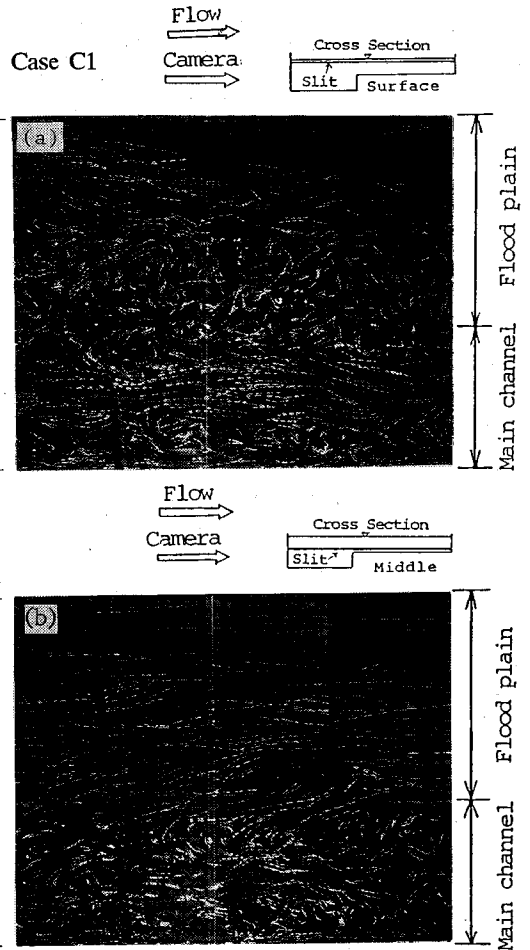 Flow
Case C1
Camera
Cross Section
Slit
Surface
(a)
Flood plain
Main channel
Flow
Camera
Cross Section
Slit
Middle
(b)
Flood plain
Main channel